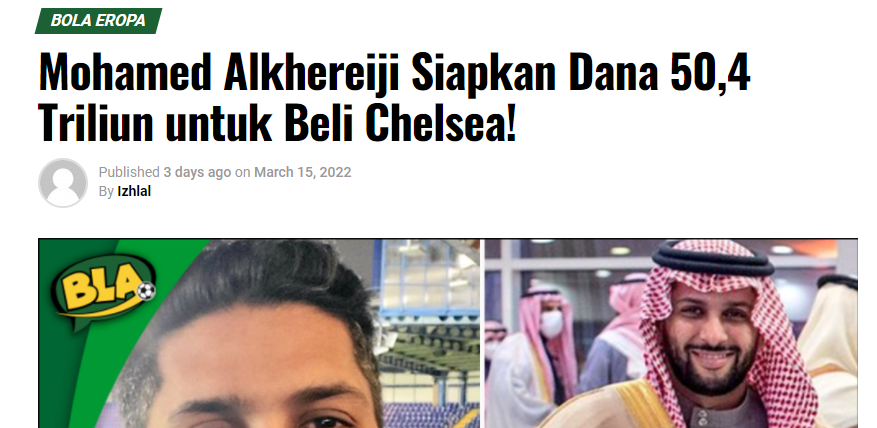 BOLA EROPA
Mohamed Alkhereiji Siapkan Dana 50,4
Triliun untuk Beli Chelsea!
Published 3 days ago on March 15, 2022
By Izhlal
BLA